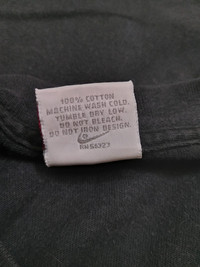 100% COTTON
MACHINE WASH COLD.
TUMBLE DRY LOW.
DO NOT BLEACH.
DO NOT IRON DESIGN.